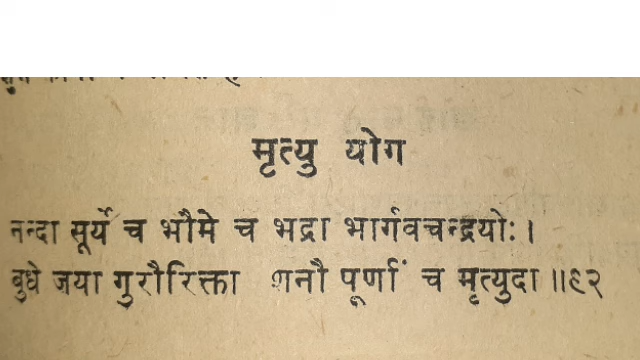 मृत्यु योग
नन्दा सूर्ये च भौमे च भद्रा भार्गवचन्द्रयोः।
बुधे जया गुरौरिक्ता शनौ पूर्णां च मृत्युदा॥६२